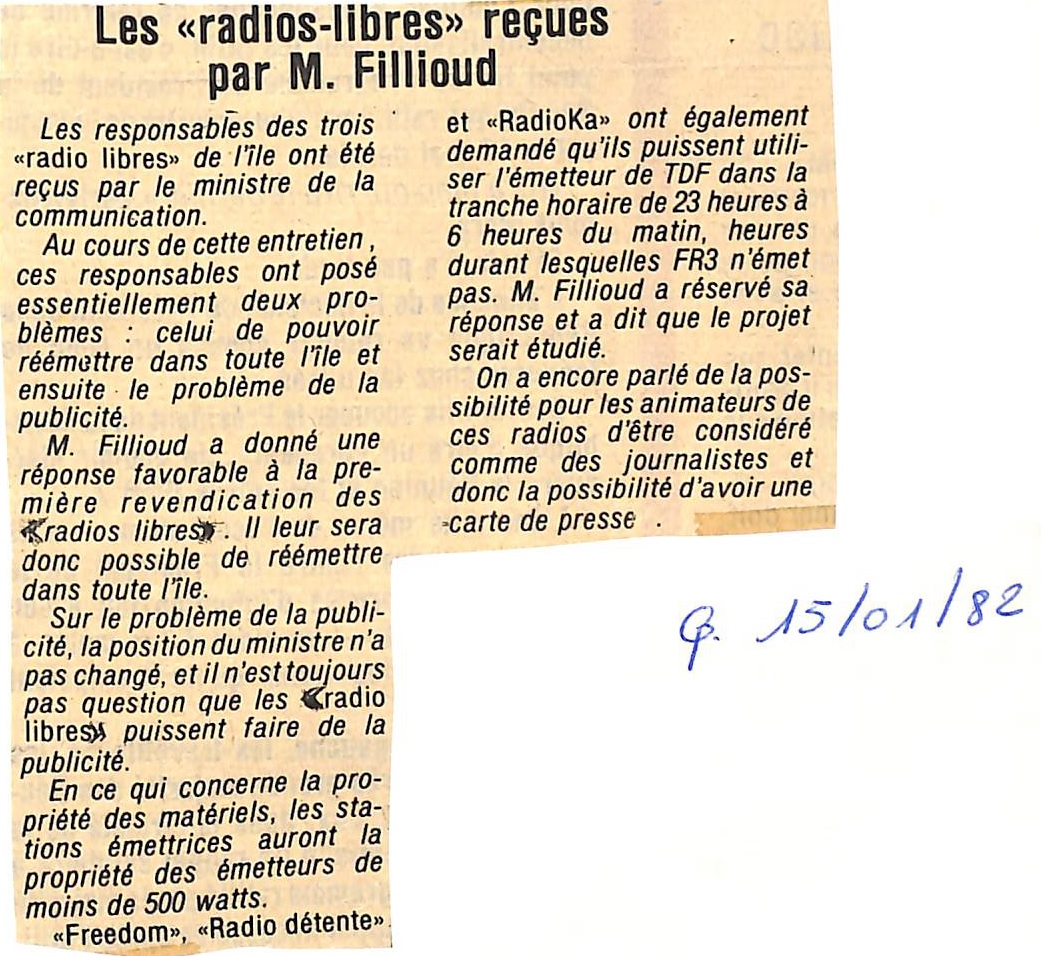 Les «radios-libres» reçues
par M. Fillioud
Les responsables des trois
«radio libres» de l'île ont été
reçus par le ministre de la
communication.
Au cours de cette entretien,
ces responsables ont posé
essentiellement deux pro-
blèmes : celui de pouvoir
réémettre dans toute l'île et
ensuite le problème de la
publicité.
M. Fillioud a donné une
réponse favorable à la pre-
mière revendication des
«radios libres». Il leur sera
donc possible de réémettre
dans toute l'île.
Sur le problème de la publi-
cité, la position du ministre n'a
pas changé, et il n'est toujours
pas question que les «radio
libres» puissent faire de la
publicité.
En ce qui concerne la pro-
priété des matériels, les sta-
tions émettrices auront la
propriété des émetteurs de
moins de 500 watts.
«Freedom», «Radio détente»
et «RadioKa» ont également
demandé qu'ils puissent utili-
ser l'émetteur de TDF dans la
tranche horaire de 23 heures à
6 heures du matin, heures
durant lesquelles FR3 n'émet
pas. M. Fillioud a réservé sa
réponse et a dit que le projet
serait étudié.
On a encore parlé de la pos-
sibilité pour les animateurs de
ces radios d'être considéré
comme des journalistes et
donc la possibilité d'avoir une
carte de presse .
15/01/82